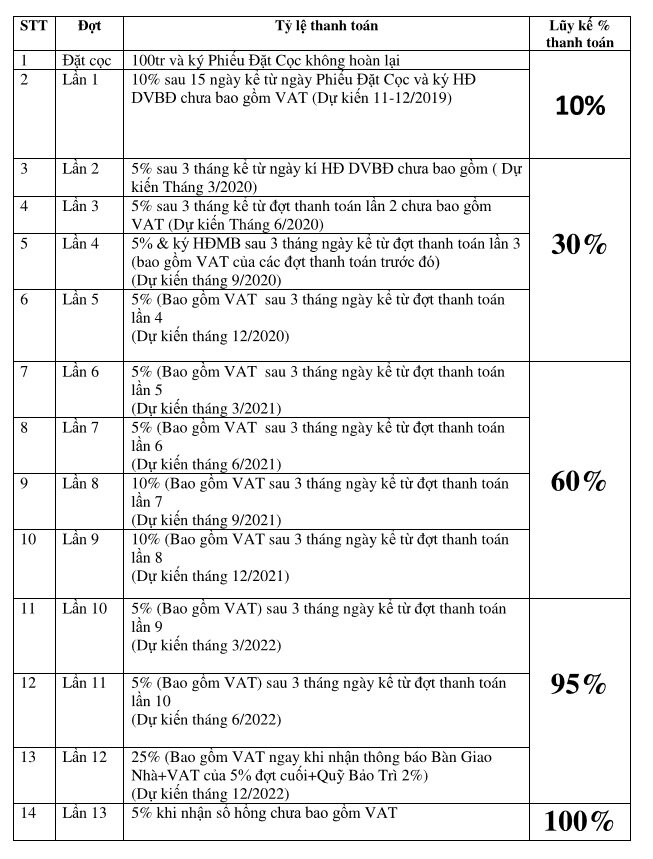 STT Đợt Tỷ lệ thanh toán Lũy kế %
thanh toán
1 Đặt cọc 100tr và ký Phiếu Đặt Cọc không hoàn lại
2 Lần 1 10% sau 15 ngày kể từ ngày Phiếu Đặt Cọc và ký HĐ
DVBĐ chưa bao gồm VAT (Dự kiến 11-12/2019)
10%
3 Lần 2 5% sau 3 tháng kể từ ngày kí HĐ DVBĐ chưa bao gồm ( Dự
kiến Tháng 3/2020)
4 Lần 3 5% sau 3 tháng kể từ đợt thanh toán lần 2 chưa bao gồm
VAT (Dự kiến Tháng 6/2020)
5 Lần 4 5% & ký HĐMB sau 3 tháng ngày kể từ đợt thanh toán lần 3
(bao gồm VAT của các đợt thanh toán trước đó)
(Dự kiến tháng 9/2020)
30%
6 Lần 5 5% (Bao gồm VAT sau 3 tháng ngày kể từ đợt thanh toán
lần 4
(Dự kiến tháng 12/2020)
7 Lần 6 5% (Bao gồm VAT sau 3 tháng ngày kể từ đợt thanh toán
lần 5
(Dự kiến tháng 3/2021)
8 Lần 7 5% (Bao gồm VAT sau 3 tháng ngày kể từ đợt thanh toán
lần 6
(Dự kiến tháng 6/2021)
9 Lần 8 10% (Bao gồm VAT sau 3 tháng ngày kể từ đợt thanh toán
lần 7
(Dự kiến tháng 9/2021)
60%
10 Lần 9 10% (Bao gồm VAT sau 3 tháng ngày kể từ đợt thanh toán
lần 8
(Dự kiến tháng 12/2021)
11 Lần 10 5% (Bao gồm VAT) sau 3 tháng ngày kể từ đợt thanh toán
lần 9
(Dự kiến tháng 3/2022)
12 Lần 11 5% (Bao gồm VAT) sau 3 tháng ngày kể từ đợt thanh toán
lần 10
(Dự kiến tháng 6/2022)
95%
13 Lần 12 25% (Bao gồm VAT ngay khi nhận thông báo Bàn Giao
Nhà+VAT của 5% đợt cuối+Quỹ Bảo Trì 2%)
(Dự kiến tháng 12/2022)
14 Lần 13 5% khi nhận sổ hồng chưa bao gồm VAT
100%